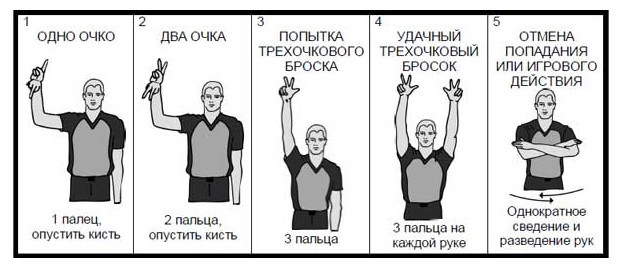 1
ОДНО ОЧКО
1 палец,
опустить кисть
2
ДВА ОЧКА
2 пальца,
опустить кисть
3
ПОПЫТКА
ТРЕХОЧКОВОГО
БРОСКА
3 пальца
4
УДАЧНЫЙ
ТРЕХОЧКОВЫЙ
БРОСОК
3 пальца на
каждой руке
5
ОТМЕНА
ПОПАДАНИЯ
ИЛИ ИГРОВОГО
ДЕЙСТВИЯ
Однократное
сведение и
разведение рук